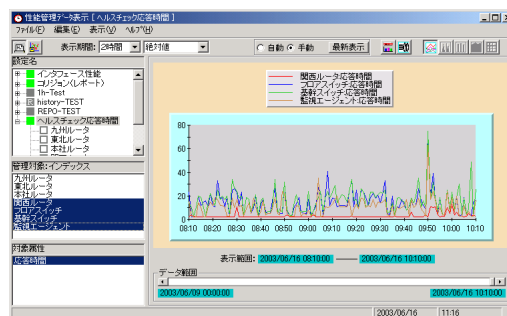 性能管理データ表示 [ ヘルスチェック応答時間 ]
ファイル(F) 編集(E) 表示(V) ヘルプ(H)
表示期間: 2時間 絶対値 自動 手動 最新表示
設定名
インタフェース性能
コリジョン(レポート)
1h-Test
history-TEST
REPO-TEST
ヘルスチェック応答時間
九州ルータ
東北ルータ
本社ルータ
管理対象:インデックス
九州ルータ
東北ルータ
本社ルータ
関西ルータ
フロアスイッチ
基幹スイッチ
監視エージェント
対象属性
応答時間
関西ルータ:応答時間
フロアスイッチ:応答時間
基幹スイッチ:応答時間
監視エージェント:応答時間
80
60
40
20
0
08:10 08:20 08:30 08:40 08:50 09:00 09:10 09:20 09:30 09:40 09:50 10:00 10:10
表示範囲: 2003/06/16 08:10:00 2003/06/16 10:10:00
データ範囲
2003/06/09 00:00:00 2003/06/16 10:10:00
2003/06/16 11:16